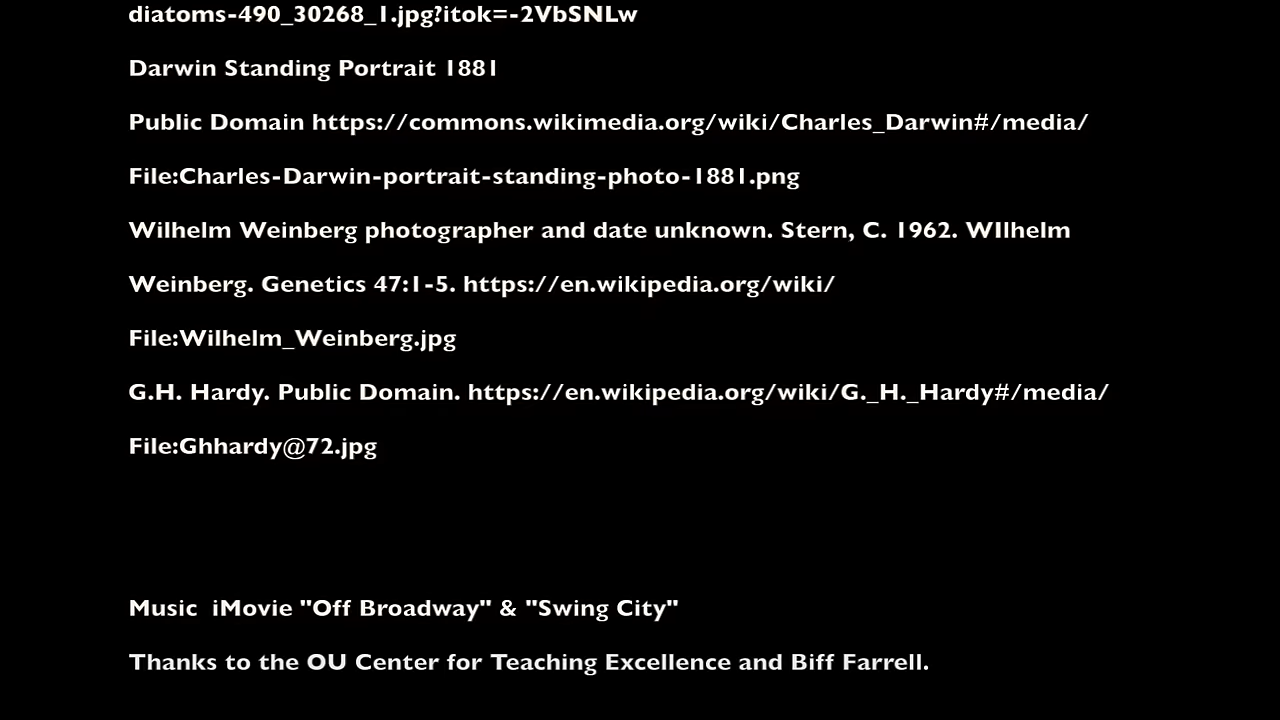 diatoms-490_30268_1.jpg?itok=-2VbSNLw
Darwin Standing Portrait 1881
Public Domain https://commons.wikimedia.org/wiki/Charles_Darwin#/media/
File:Charles-Darwin-portrait-standing-photo-1881.png
Wilhelm Weinberg photographer and date unknown. Stern, C. 1962. WIlhelm
Weinberg. Genetics 47:1-5. https://en.wikipedia.org/wiki/
File:Wilhelm_Weinberg.jpg
G.H. Hardy. Public Domain. https://en.wikipedia.org/wiki/G._H._Hardy#/media/
File:Ghhardy@72.jpg
Music  iMovie "Off Broadway" & "Swing City"
Thanks to the OU Center for Teaching Excellence and Biff Farrell.